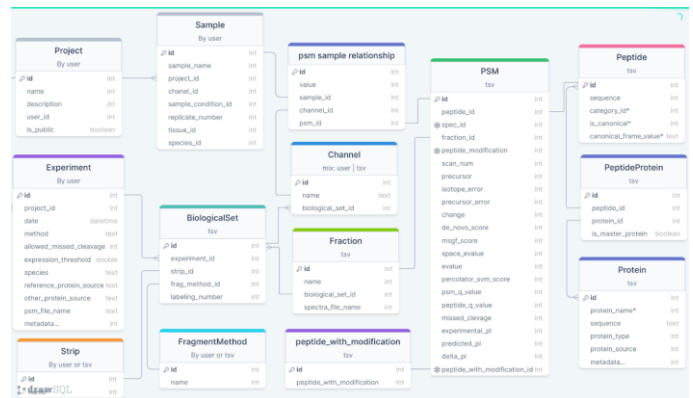 Project
By user
id int
name int
description int
user_id int
is_public boolean
Sample
By user
id int
sample_name int
project_id int
chanel_id int
sample_condition_id int
replicate_number int
tissue_id int
species_id int
psm sample relationship
id int
value int
sample_id int
channel_id int
psm_id int
PSM
tsv
id int
peptide_id int
spec_id int
fraction_id int
peptide_modification int
scan_num int
precursor int
isotope_error int
precursor_error int
change int
de_novo_score int
msgf_score int
space_evalue int
evalue int
percolator_svm_score int
psm_q_value int
peptide_q_value int
missed_clevage int
experimental_pI int
predicted_pI int
delta_pI int
peptide_with_modification_id int
Peptide
tsv
id int
sequence int
category_id* int
is_canonical* int
canonical_frame_value* text
Experiment
By user
id int
project_id int
date datetime
method text
allowed_missed_cleavage int
expression_threshold double
species text
reference_protein_source text
other_protein_source text
psm_file_name text
metadata... int
BiologicalSet
tsv
id int
experiment_id int
strip_id int
frag_method_id int
labeling_number int
Channel
mix: user | tsv
id int
name text
biological_set_id int
Fraction
tsv
id int
name int
biological_set_id int
spectra_file_name int
PeptideProtein
tsv
id int
peptide_id int
protein_id int
is_master_protein boolean
Protein
tsv
id int
protein_name* int
sequence text
protein_type int
protein_source int
metadata... int
Strip
By user or tsv
id int
int
drawSQL
FragmentMethod
By user or tsv
id int
name int
peptide_with_modification
tsv
id int
peptide_with_modification int